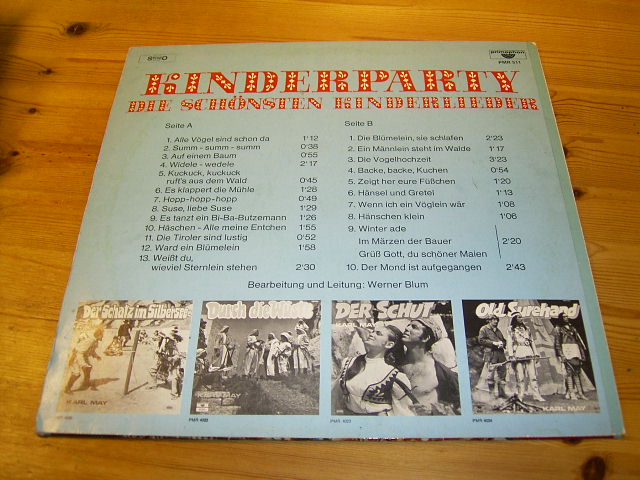 STEREO
primaphon
PMR 511
KINDERPARTY
DIE SCHÖNSTEN KINDERLIEDER
Seite A
1. Alle Vögel sind schon da 1'12
2. Summ - summ - summ 0'38
3. Auf einem Baum 0'55
4. Widele - wedele 2'17
5. Kuckuck, kuckuck
ruft's aus dem Wald 0'45
6. Es klappert die Mühle 1'28
7. Hopp-hopp-hopp 0'49
8. Suse, liebe Suse 1'29
9. Es tanzt ein Bi-Ba-Butzemann 1'26
10. Häschen - Alle meine Entchen 1'55
11. Die Tiroler sind lustig 0'52
12. Ward ein Blümelein 1'58
13. Weißt du,
wieviel Sternlein stehen 2'30
Seite B
1. Die Blümelein, sie schlafen 2'23
2. Ein Männlein steht im Walde 1'17
3. Die Vogelhochzeit 3'23
4. Backe, backe, Kuchen 0'54
5. Zeigt her eure Füßchen 1'20
6. Hänsel und Gretel 1'13
7. Wenn ich ein Vöglein wär 1'08
8. Hänschen klein 1'06
9. Winter ade
Im Märzen der Bauer 2'20
Grüß Gott, du schöner Maien
10. Der Mond ist aufgegangen 2'43
Bearbeitung und Leitung: Werner Blum
Der Schatz im Silbersee
KARL MAY
Durch die Wüste
KARL MAY
PMR 4022
DER SCHUT
KARL MAY
PMR 4023
Old Surehand
KARL MAY